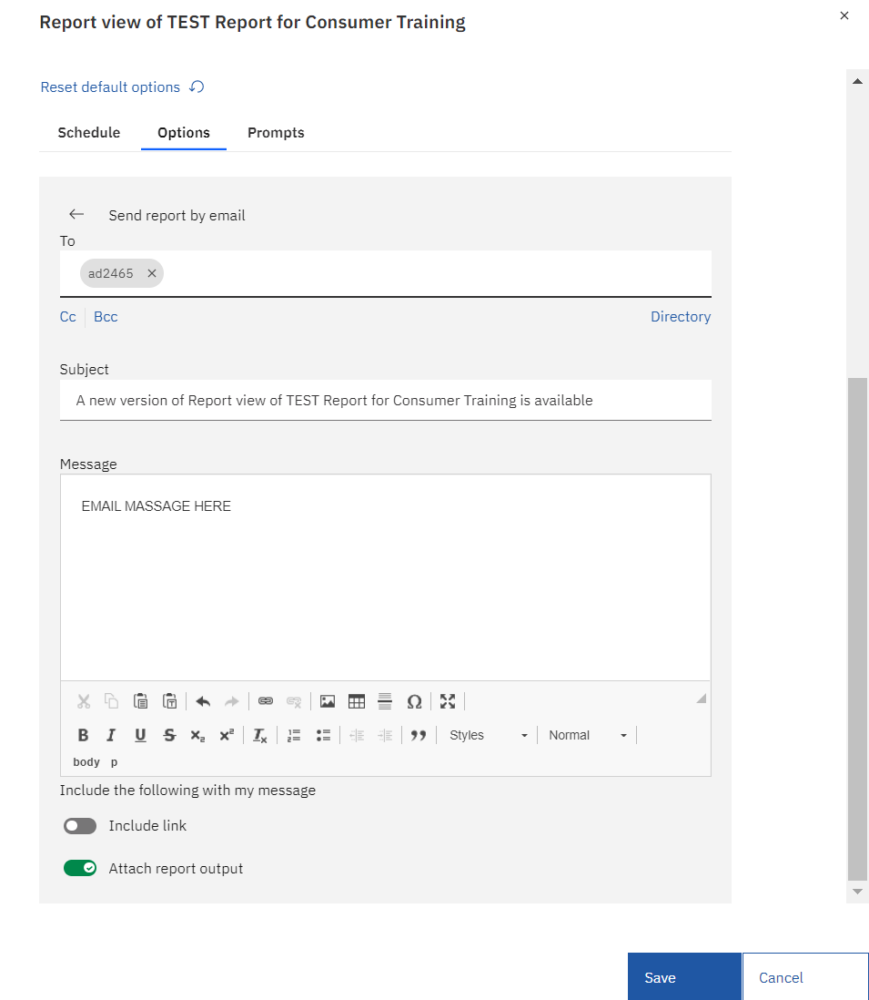 Report view of TEST Report for Consumer Training
Reset default options
Schedule Options Prompts
Send report by email
To
ad2465
Cc Bcc Directory
Subject
A new version of Report view of TEST Report for Consumer Training is available
Message
EMAIL MASSAGE HERE
Ω
B I U S x₂ x² Ix Styles Normal
body p
Include the following with my message
Include link
Attach report output
Save Cancel